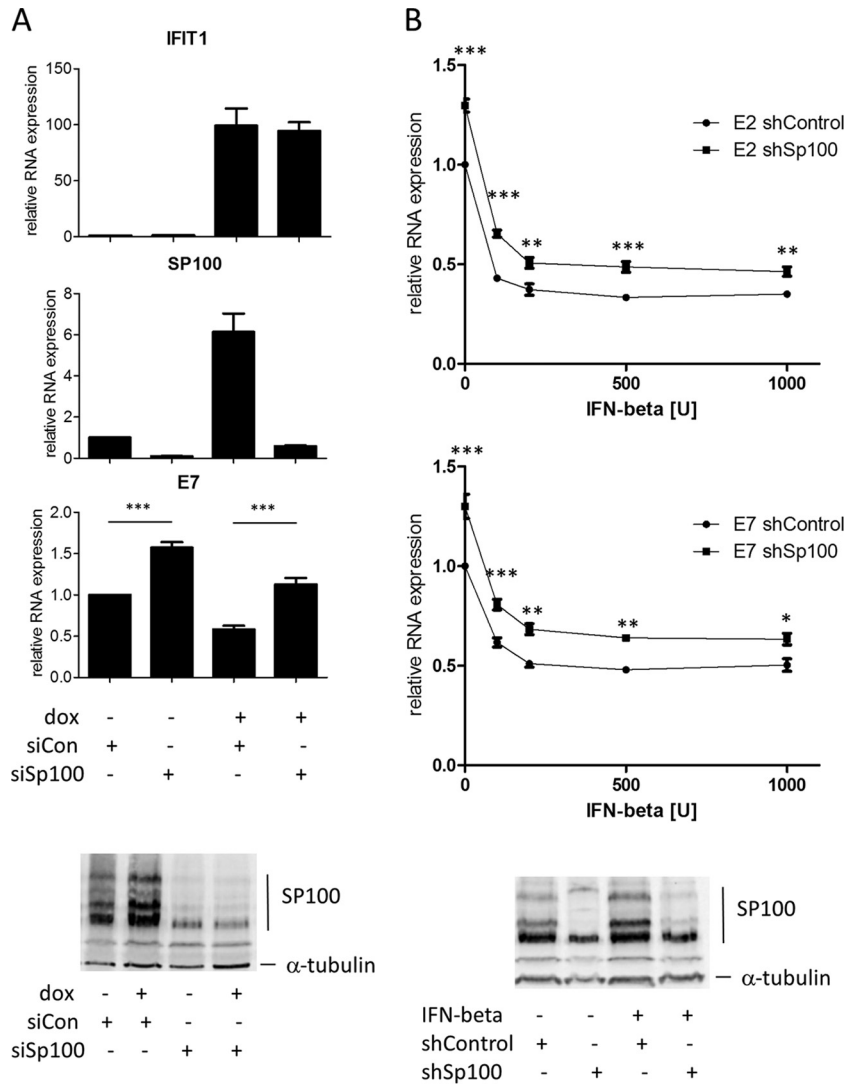 A
IFIT1
relative RNA expression
150
100
50
0
SP100
relative RNA expression
8
6
4
2
0
E7
relative RNA expression
2.0
1.5
1.0
0.5
0.0
*** ***
dox - - + +
siCon + - + -
siSp100 - + - +
SP100
α-tubulin
dox - + - +
siCon + + - -
siSp100 - - + +
B
relative RNA expression
1.5
1.0
0.5
0.0
*** *** ** *** **
E2 shControl
E2 shSp100
0 500 1000
IFN-beta [U]
relative RNA expression
1.5
1.0
0.5
0.0
*** *** ** ** *
E7 shControl
E7 shSp100
0 500 1000
IFN-beta [U]
SP100
α-tubulin
IFN-beta - - + +
shControl + - + -
shSp100 - + - +